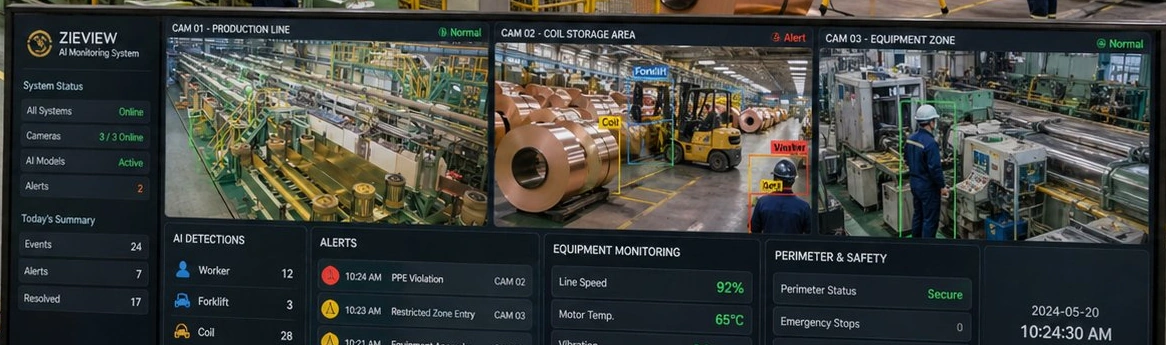 ZIEVIEW
AI Monitoring System
System Status
All Systems Online
Cameras 3 / 3 Online
AI Models Active
Alerts 2
Today's Summary
Events 24
Alerts 7
Resolved 17
CAM 01 - PRODUCTION LINE Normal
CAM 02 - COIL STORAGE AREA Alert
Coil
CAM 03 - EQUIPMENT ZONE Normal
AI DETECTIONS
Worker 12
Forklift 3
Coil 28
ALERTS
10:24 AM PPE Violation CAM 02
10:23 AM Restricted Zone Entry CAM 03
10:21 AM Equipment
EQUIPMENT MONITORING
Line Speed 92%
Motor Temp. 65°C
Vibration
PERIMETER & SAFETY
Perimeter Status Secure
Emergency Stops 0
2024-05-20
10:24:30 AM